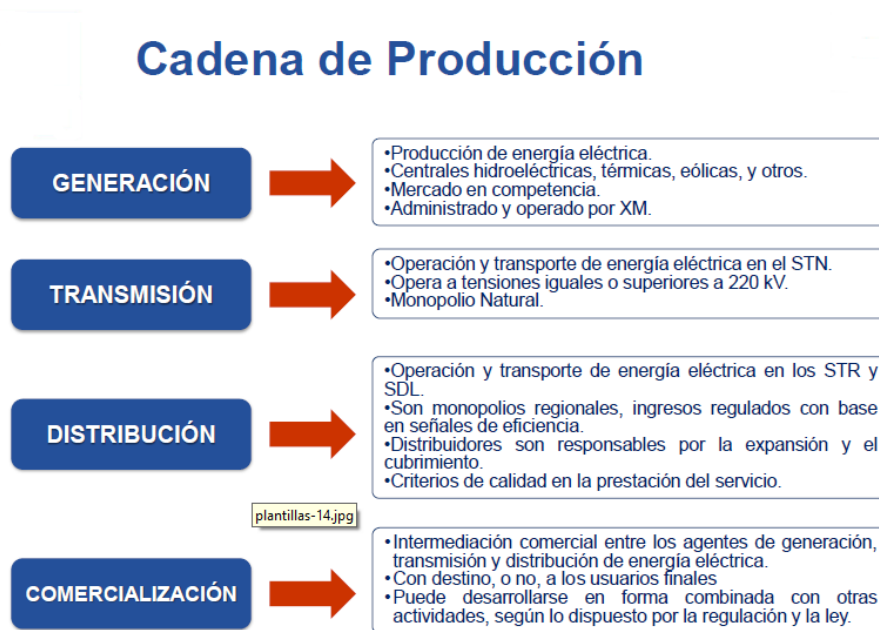 Cadena de Producción
GENERACIÓN
•Producción de energía eléctrica.
•Centrales hidroeléctricas, térmicas, eólicas, y otros.
•Mercado en competencia.
•Administrado y operado por XM.
TRANSMISIÓN
•Operación y transporte de energía eléctrica en el STN.
•Opera a tensiones iguales o superiores a 220 kV.
•Monopolio Natural.
DISTRIBUCIÓN
•Operación y transporte de energía eléctrica en los STR y
SDL.
•Son monopolios regionales, ingresos regulados con base
en señales de eficiencia.
•Distribuidores son responsables por la expansión y el
cubrimiento.
•Criterios de calidad en la prestación del servicio.
plantillas-14.jpg
COMERCIALIZACIÓN
•Intermediación comercial entre los agentes de generación,
transmisión y distribución de energía eléctrica.
•Con destino, o no, a los usuarios finales
•Puede desarrollarse en forma combinada con otras
actividades, según lo dispuesto por la regulación y la ley.